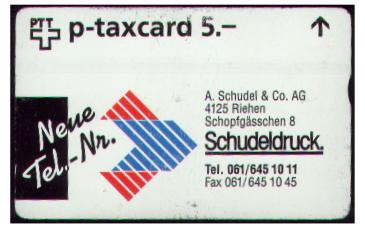 PTT p-taxcard 5.–
Neue
Tel.-Nr.
A. Schudel & Co. AG
4125 Riehen
Schopfgässchen 8
Schudeldruck.
Tel. 061/645 10 11
Fax 061/645 10 45